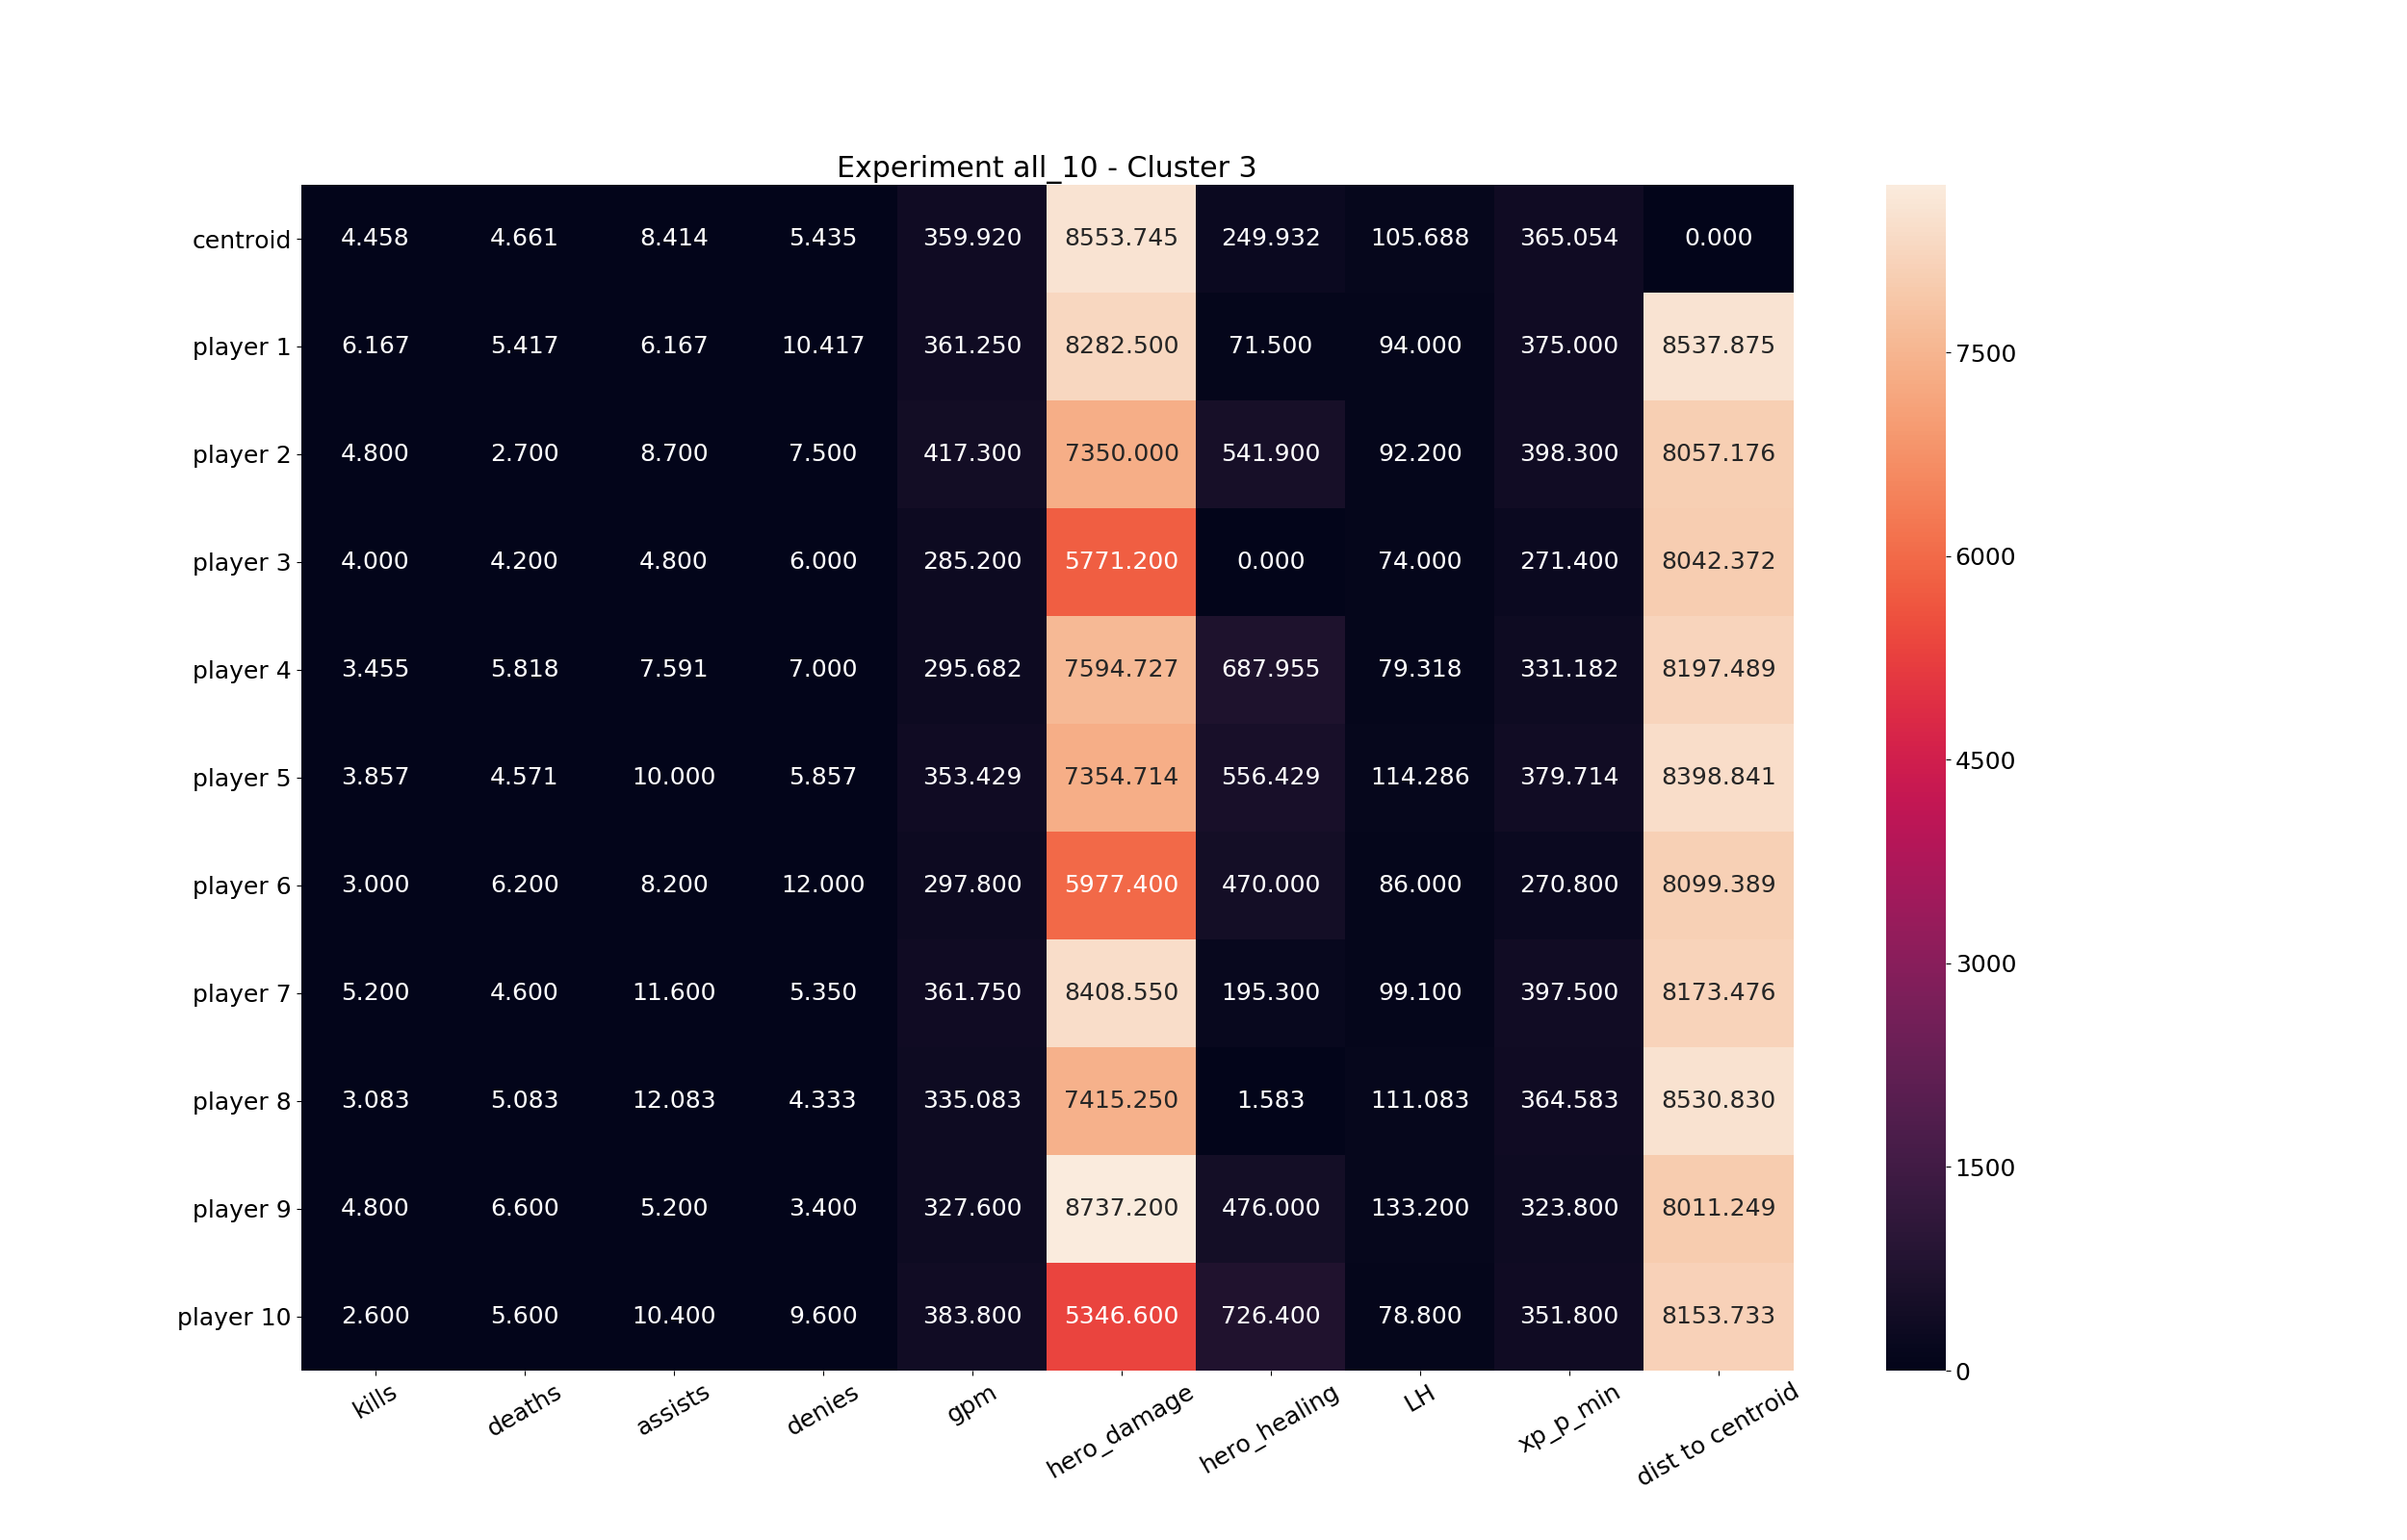 Experiment all_10 - Cluster 3
centroid 4.458 4.661 8.414 5.435 359.920 8553.745 249.932 105.688 365.054 0.000
player 1 6.167 5.417 6.167 10.417 361.250 8282.500 71.500 94.000 375.000 8537.875
player 2 4.800 2.700 8.700 7.500 417.300 7350.000 541.900 92.200 398.300 8057.176
player 3 4.000 4.200 4.800 6.000 285.200 5771.200 0.000 74.000 271.400 8042.372
player 4 3.455 5.818 7.591 7.000 295.682 7594.727 687.955 79.318 331.182 8197.489
player 5 3.857 4.571 10.000 5.857 353.429 7354.714 556.429 114.286 379.714 8398.841
player 6 3.000 6.200 8.200 12.000 297.800 5977.400 470.000 86.000 270.800 8099.389
player 7 5.200 4.600 11.600 5.350 361.750 8408.550 195.300 99.100 397.500 8173.476
player 8 3.083 5.083 12.083 4.333 335.083 7415.250 1.583 111.083 364.583 8530.830
player 9 4.800 6.600 5.200 3.400 327.600 8737.200 476.000 133.200 323.800 8011.249
player 10 2.600 5.600 10.400 9.600 383.800 5346.600 726.400 78.800 351.800 8153.733
kills deaths assists denies gpm hero_damage hero_healing LH xp_p_min dist to centroid
7500
6000
4500
3000
1500
0